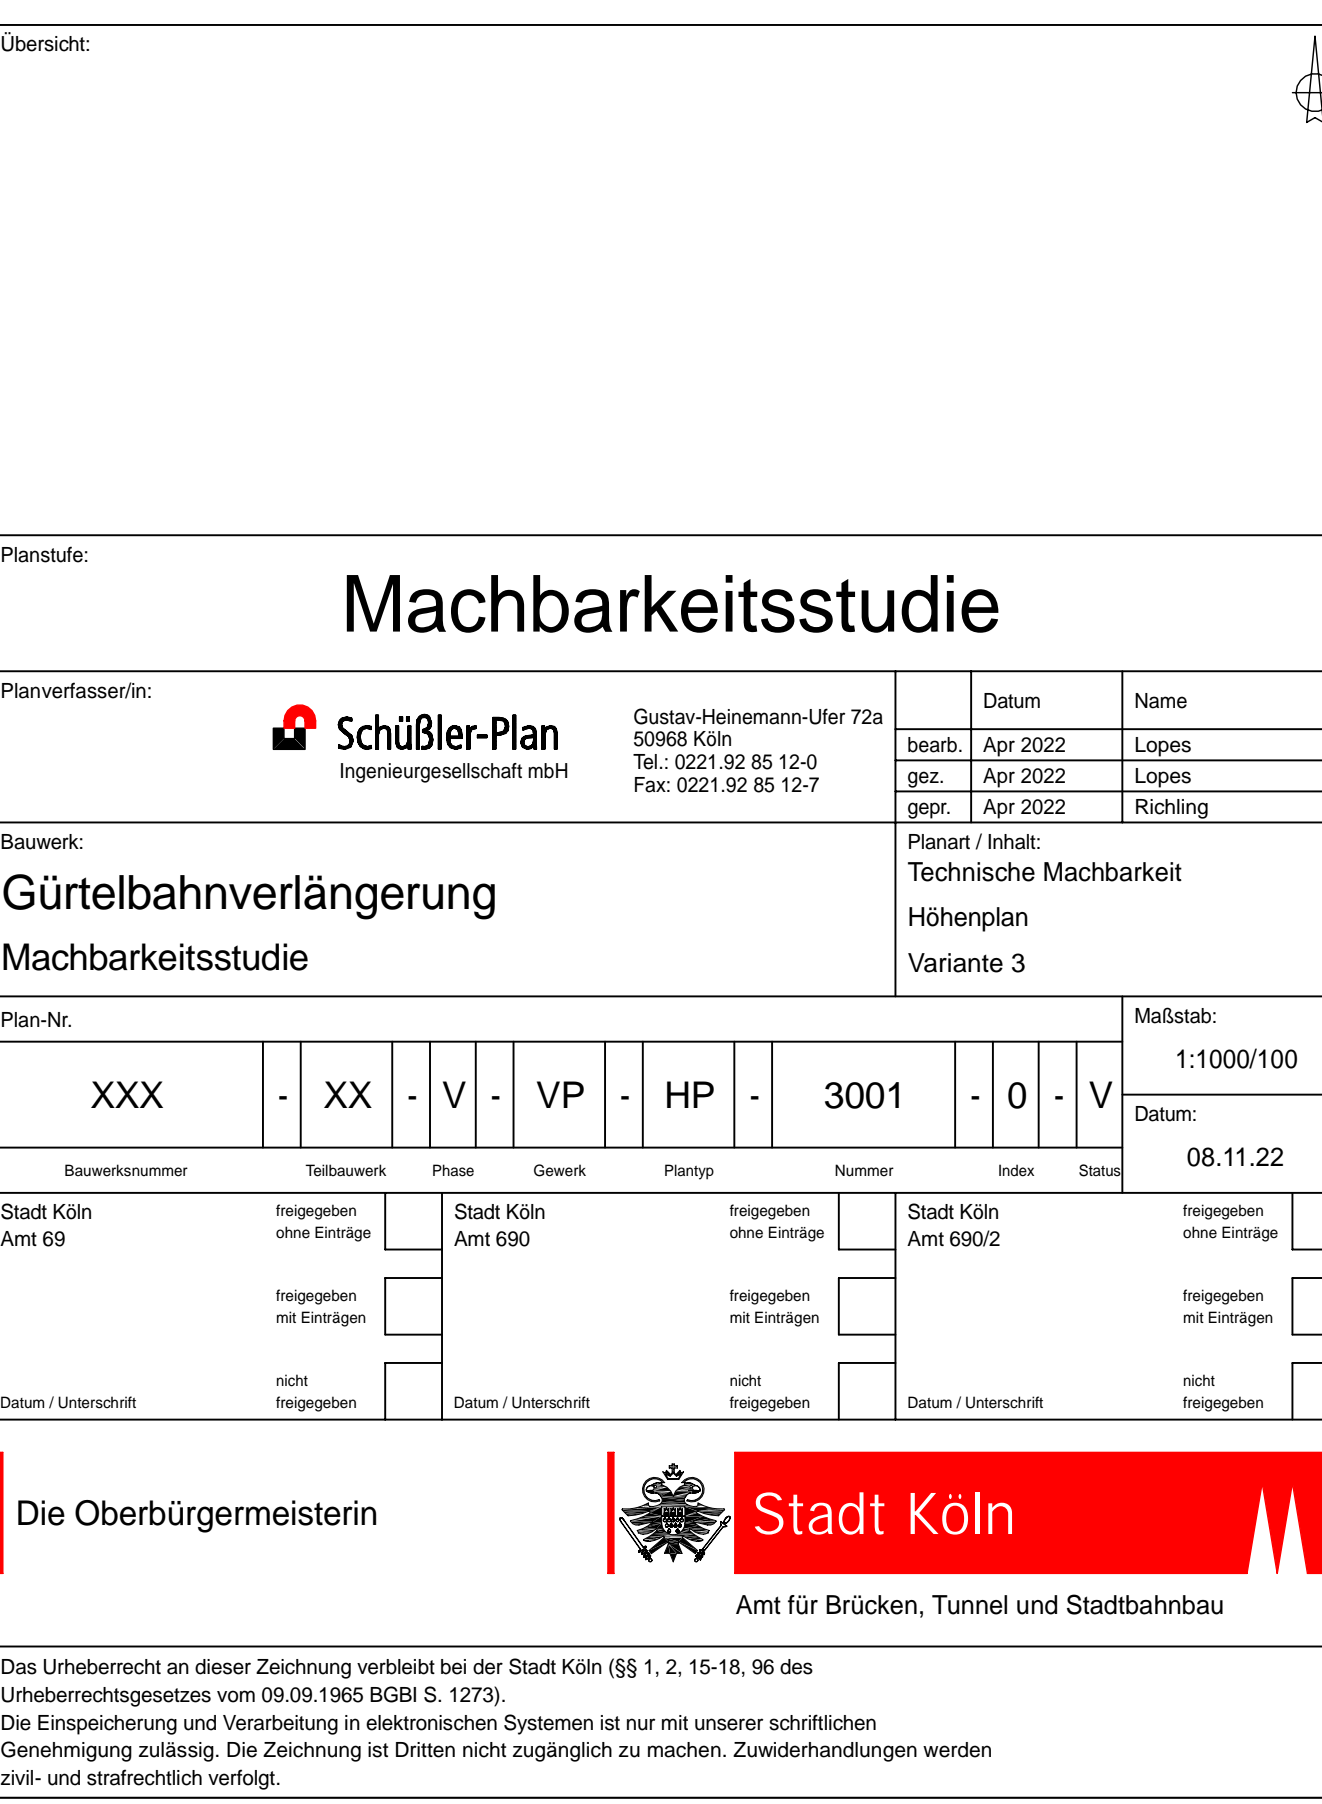 Übersicht:
Planstufe:
Machbarkeitsstudie
Planverfasser/in:
Schüßler-Plan
Ingenieurgesellschaft mbH
Gustav-Heinemann-Ufer 72a
50968 Köln
Tel.: 0221.92 85 12-0
Fax: 0221.92 85 12-7
Datum Name
bearb. Apr 2022 Lopes
gez. Apr 2022 Lopes
gepr. Apr 2022 Richling
Bauwerk:
Gürtelbahnverlängerung
Machbarkeitsstudie
Planart / Inhalt:
Technische Machbarkeit
Höhenplan
Variante 3
Plan-Nr.
XXX - XX - V - VP - HP - 3001 - 0 - V
Bauwerksnummer Teilbauwerk Phase Gewerk Plantyp Nummer Index Status
Maßstab:
1:1000/100
Datum:
08.11.22
Stadt Köln
Amt 69
freigegeben
ohne Einträge
freigegeben
mit Einträgen
nicht
freigegeben
Datum / Unterschrift
Stadt Köln
Amt 690
freigegeben
ohne Einträge
freigegeben
mit Einträgen
nicht
freigegeben
Datum / Unterschrift
Stadt Köln
Amt 690/2
freigegeben
ohne Einträge
freigegeben
mit Einträgen
nicht
freigegeben
Datum / Unterschrift
Die Oberbürgermeisterin
Stadt Köln
Amt für Brücken, Tunnel und Stadtbahnbau
Das Urheberrecht an dieser Zeichnung verbleibt bei der Stadt Köln (§§ 1, 2, 15-18, 96 des
Urheberrechtsgesetzes vom 09.09.1965 BGBI S. 1273).
Die Einspeicherung und Verarbeitung in elektronischen Systemen ist nur mit unserer schriftlichen
Genehmigung zulässig. Die Zeichnung ist Dritten nicht zugänglich zu machen. Zuwiderhandlungen werden
zivil- und strafrechtlich verfolgt.